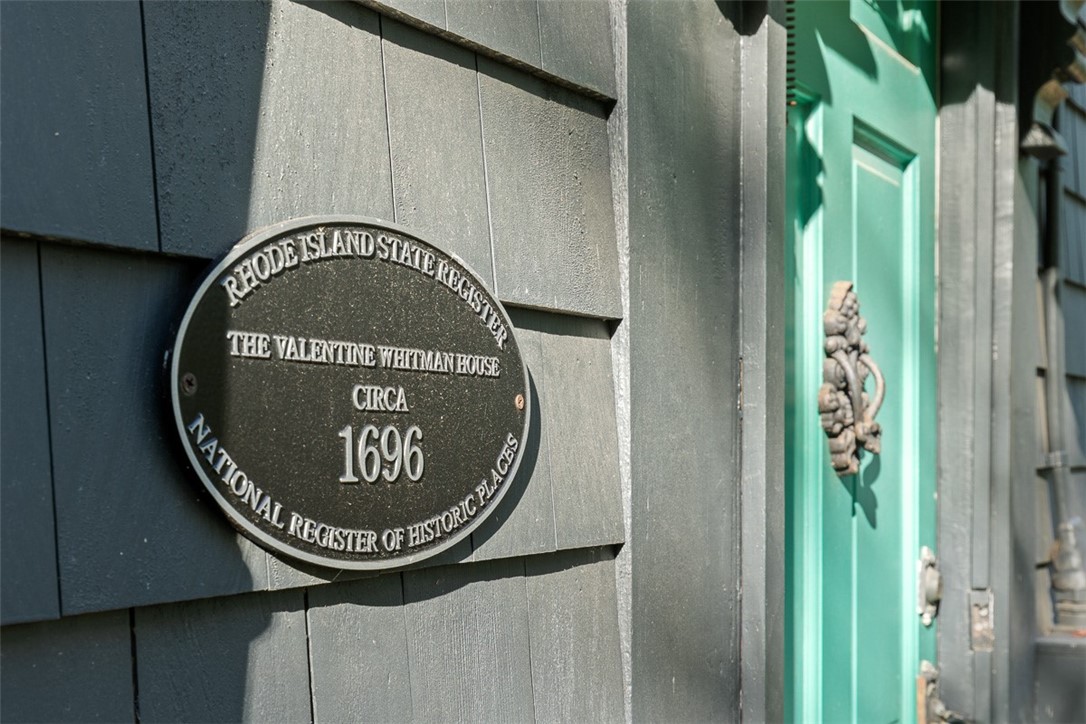 RHODE ISLAND STATE REGISTER
THE VALENTINE WHITMAN HOUSE
CIRCA
1696
NATIONAL REGISTER OF HISTORIC PLACES